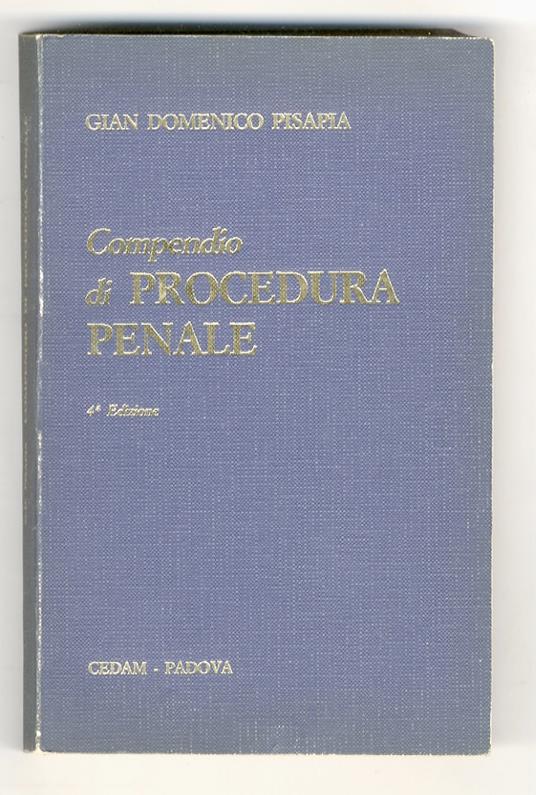 GIAN DOMENICO PISAPIA
Compendio
di PROCEDURA
PENALE
4ª Edizione
CEDAM - PADOVA